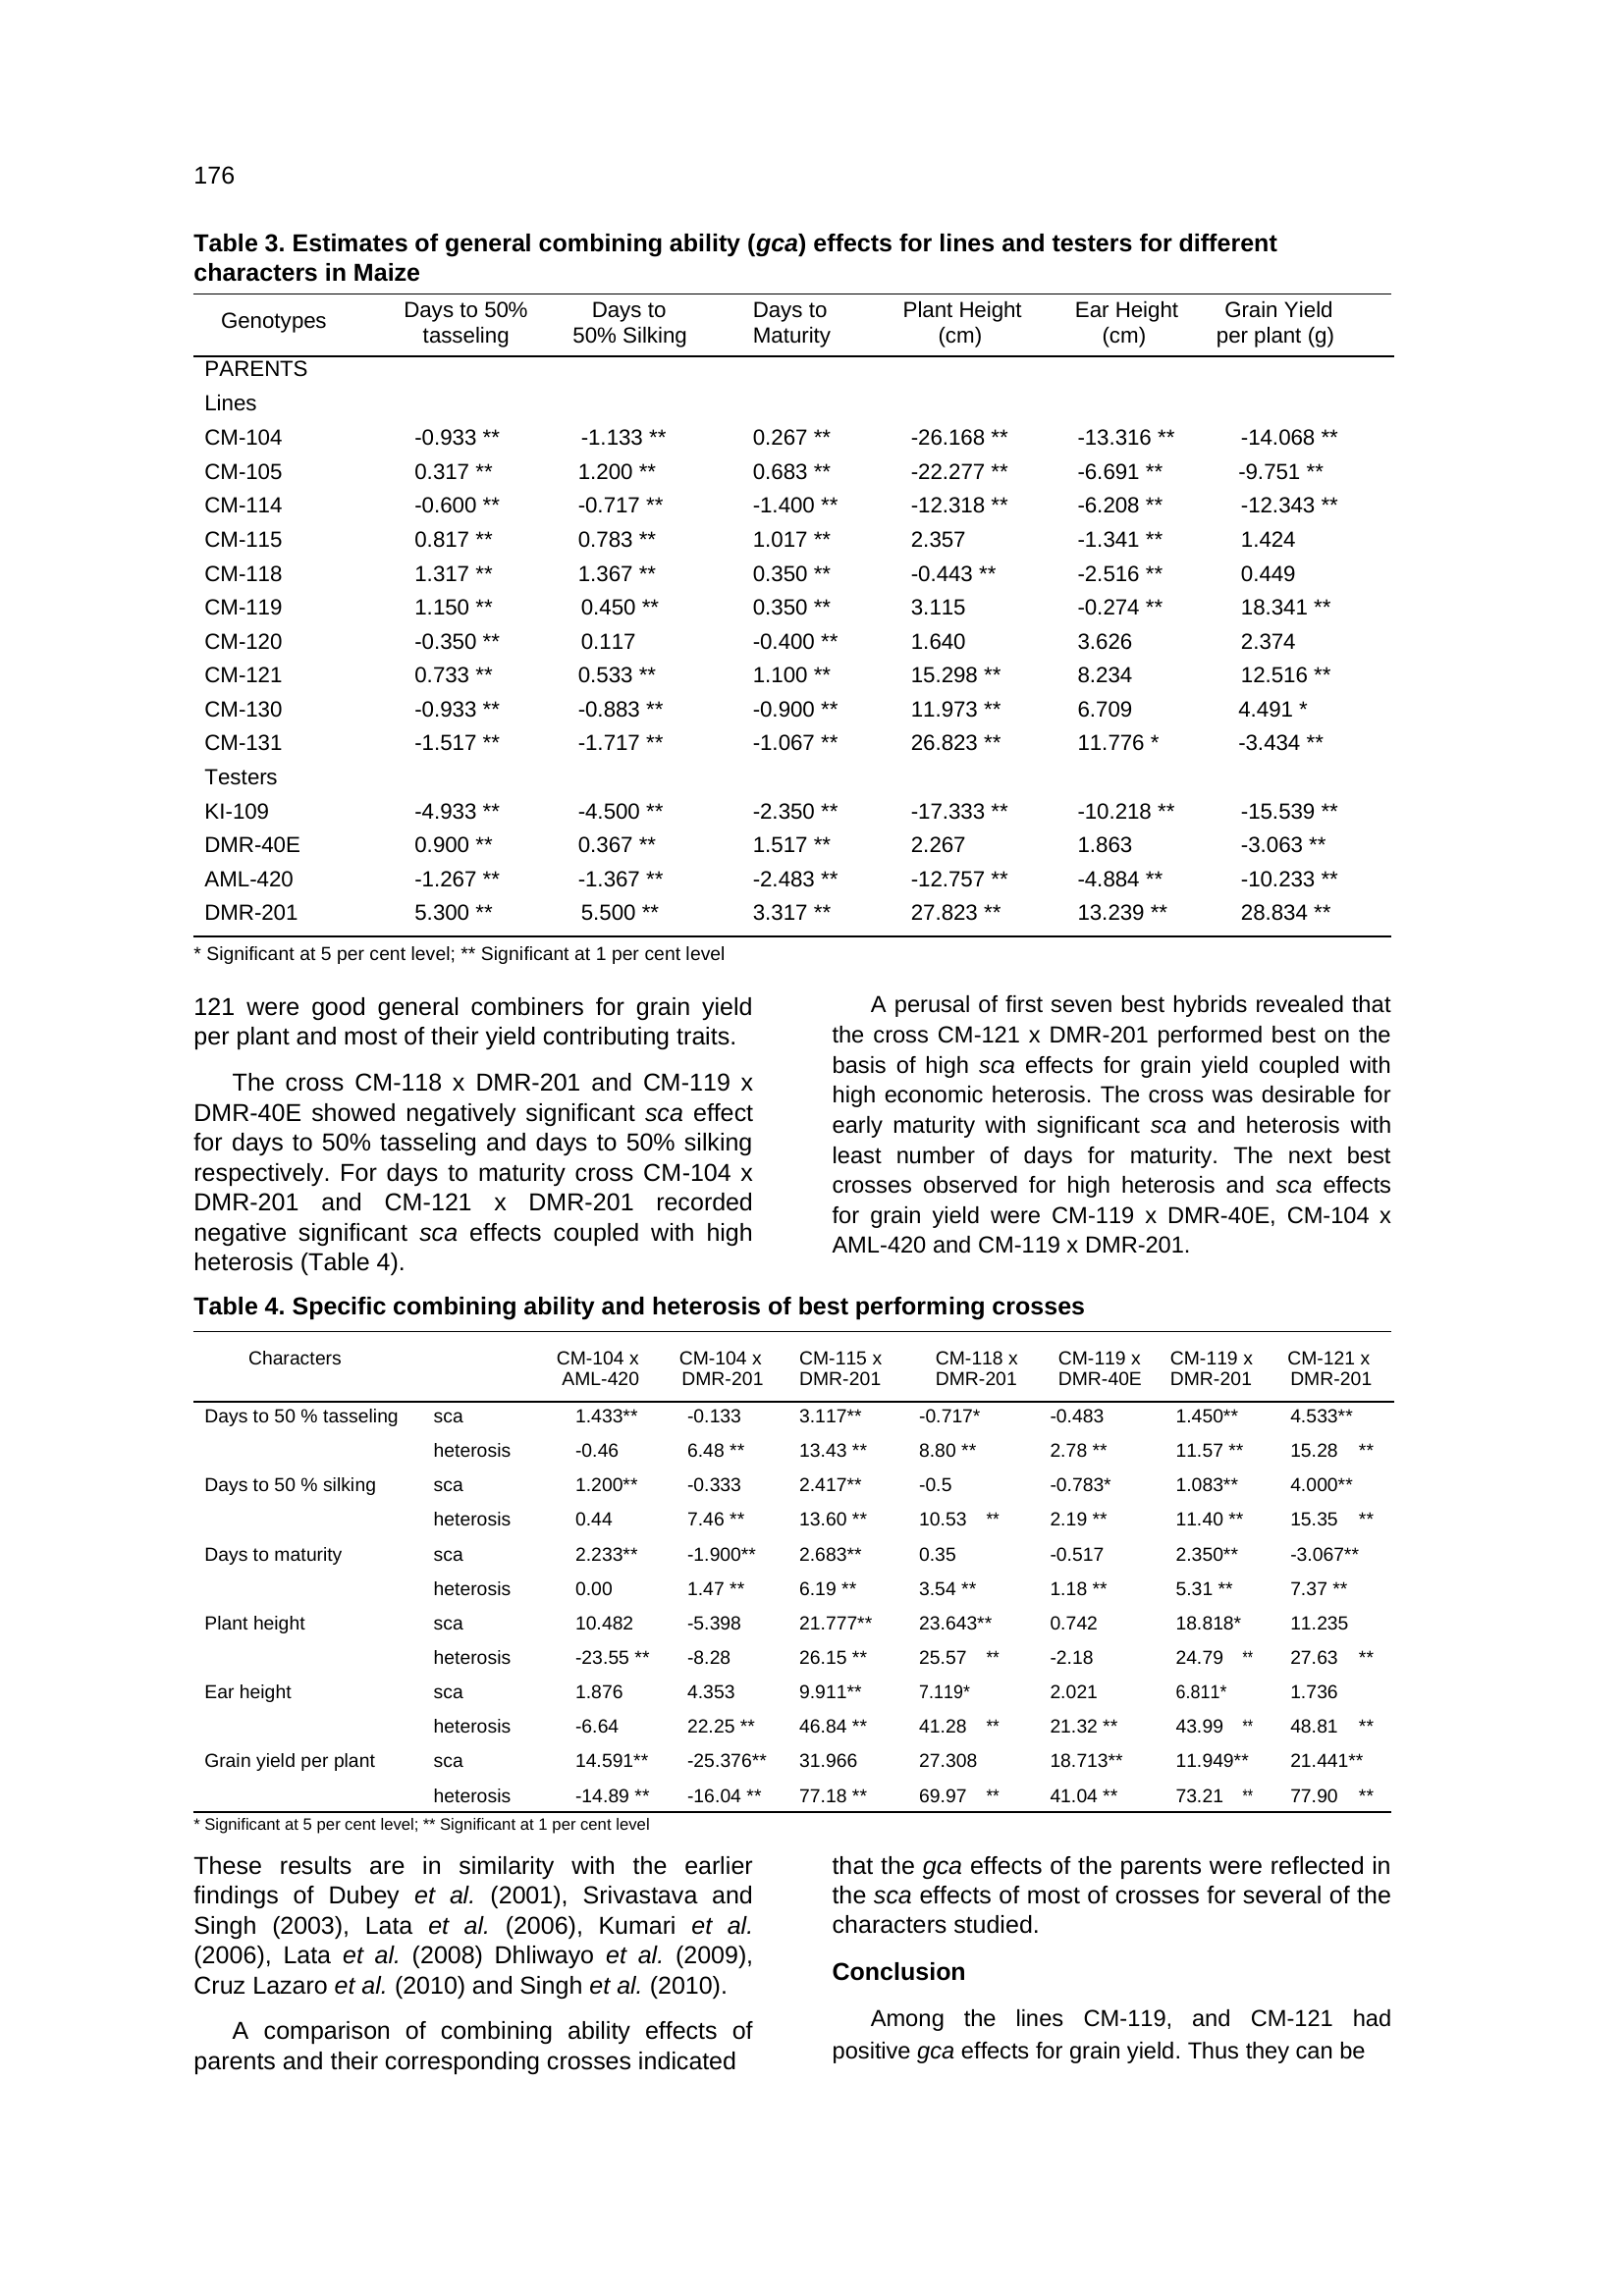 176
Table 3. Estimates of general combining ability (gca) effects for lines and testers for different
characters in Maize
Genotypes Days to 50% tasseling Days to 50% Silking Days to Maturity Plant Height (cm) Ear Height (cm) Grain Yield per plant (g)
PARENTS
Lines
CM-104 -0.933 ** -1.133 ** 0.267 ** -26.168 ** -13.316 ** -14.068 **
CM-105 0.317 ** 1.200 ** 0.683 ** -22.277 ** -6.691 ** -9.751 **
CM-114 -0.600 ** -0.717 ** -1.400 ** -12.318 ** -6.208 ** -12.343 **
CM-115 0.817 ** 0.783 ** 1.017 ** 2.357 -1.341 ** 1.424
CM-118 1.317 ** 1.367 ** 0.350 ** -0.443 ** -2.516 ** 0.449
CM-119 1.150 ** 0.450 ** 0.350 ** 3.115 -0.274 ** 18.341 **
CM-120 -0.350 ** 0.117 -0.400 ** 1.640 3.626 2.374
CM-121 0.733 ** 0.533 ** 1.100 ** 15.298 ** 8.234 12.516 **
CM-130 -0.933 ** -0.883 ** -0.900 ** 11.973 ** 6.709 4.491 *
CM-131 -1.517 ** -1.717 ** -1.067 ** 26.823 ** 11.776 * -3.434 **
Testers
KI-109 -4.933 ** -4.500 ** -2.350 ** -17.333 ** -10.218 ** -15.539 **
DMR-40E 0.900 ** 0.367 ** 1.517 ** 2.267 1.863 -3.063 **
AML-420 -1.267 ** -1.367 ** -2.483 ** -12.757 ** -4.884 ** -10.233 **
DMR-201 5.300 ** 5.500 ** 3.317 ** 27.823 ** 13.239 ** 28.834 **
* Significant at 5 per cent level; ** Significant at 1 per cent level
121 were good general combiners for grain yield
per plant and most of their yield contributing traits.
The cross CM-118 x DMR-201 and CM-119 x
DMR-40E showed negatively significant sca effect
for days to 50% tasseling and days to 50% silking
respectively. For days to maturity cross CM-104 x
DMR-201 and CM-121 x DMR-201 recorded
negative significant sca effects coupled with high
heterosis (Table 4).
A perusal of first seven best hybrids revealed that
the cross CM-121 x DMR-201 performed best on the
basis of high sca effects for grain yield coupled with
high economic heterosis. The cross was desirable for
early maturity with significant sca and heterosis with
least number of days for maturity. The next best
crosses observed for high heterosis and sca effects
for grain yield were CM-119 x DMR-40E, CM-104 x
AML-420 and CM-119 x DMR-201.
Table 4. Specific combining ability and heterosis of best performing crosses
Characters CM-104 x AML-420 CM-104 x DMR-201 CM-115 x DMR-201 CM-118 x DMR-201 CM-119 x DMR-40E CM-119 x DMR-201 CM-121 x DMR-201
Days to 50 % tasseling sca 1.433** -0.133 3.117** -0.717* -0.483 1.450** 4.533**
heterosis -0.46 6.48 ** 13.43 ** 8.80 ** 2.78 ** 11.57 ** 15.28 **
Days to 50 % silking sca 1.200** -0.333 2.417** -0.5 -0.783* 1.083** 4.000**
heterosis 0.44 7.46 ** 13.60 ** 10.53 ** 2.19 ** 11.40 ** 15.35 **
Days to maturity sca 2.233** -1.900** 2.683** 0.35 -0.517 2.350** -3.067**
heterosis 0.00 1.47 ** 6.19 ** 3.54 ** 1.18 ** 5.31 ** 7.37 **
Plant height sca 10.482 -5.398 21.777** 23.643** 0.742 18.818* 11.235
heterosis -23.55 ** -8.28 26.15 ** 25.57 ** -2.18 24.79 ** 27.63 **
Ear height sca 1.876 4.353 9.911** 7.119* 2.021 6.811* 1.736
heterosis -6.64 22.25 ** 46.84 ** 41.28 ** 21.32 ** 43.99 ** 48.81 **
Grain yield per plant sca 14.591** -25.376** 31.966 27.308 18.713** 11.949** 21.441**
heterosis -14.89 ** -16.04 ** 77.18 ** 69.97 ** 41.04 ** 73.21 ** 77.90 **
* Significant at 5 per cent level; ** Significant at 1 per cent level
These results are in similarity with the earlier
findings of Dubey et al. (2001), Srivastava and
Singh (2003), Lata et al. (2006), Kumari et al.
(2006), Lata et al. (2008) Dhliwayo et al. (2009),
Cruz Lazaro et al. (2010) and Singh et al. (2010).
A comparison of combining ability effects of
parents and their corresponding crosses indicated
that the gca effects of the parents were reflected in
the sca effects of most of crosses for several of the
characters studied.
Conclusion
Among the lines CM-119, and CM-121 had
positive gca effects for grain yield. Thus they can be